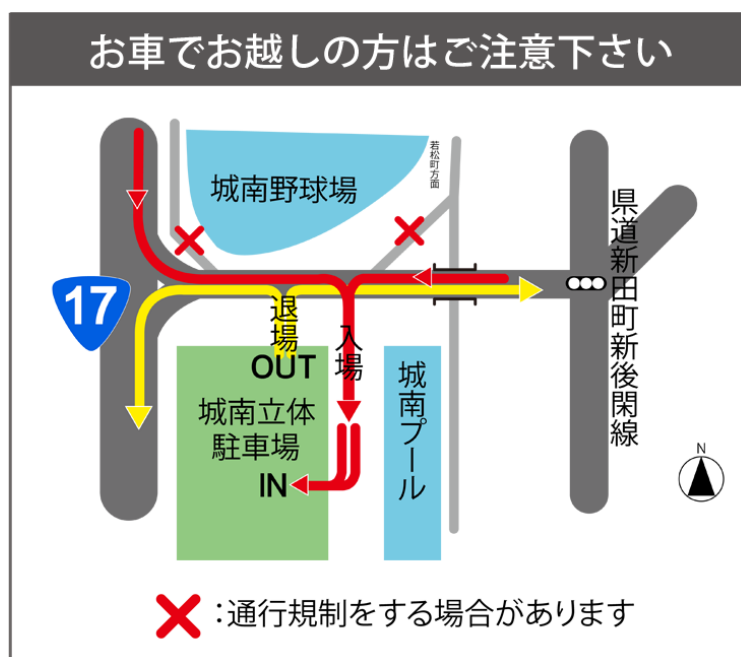 お車でお越しの方はご注意下さい
若松町方面
城南野球場
県道新田町新後閑線
17
退場
入場
OUT
城南立体
駐車場
IN
城南プール
N
:通行規制をする場合があります